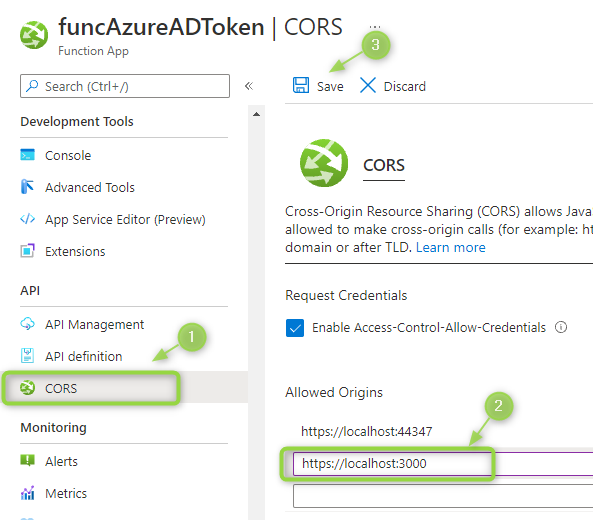 funcAzureADToken | CORS ...
Function App
3
Search (Ctrl+/)
«
Save
Discard
Development Tools
Console
Advanced Tools
App Service Editor (Preview)
Extensions
CORS
Cross-Origin Resource Sharing (CORS) allows Java
allowed to make cross-origin calls (for example: ht
domain or after TLD. Learn more
API
API Management
API definition
1
CORS
Request Credentials
Enable Access-Control-Allow-Credentials
Allowed Origins
2
https://localhost:44347
https://localhost:3000
Monitoring
Alerts
Metrics